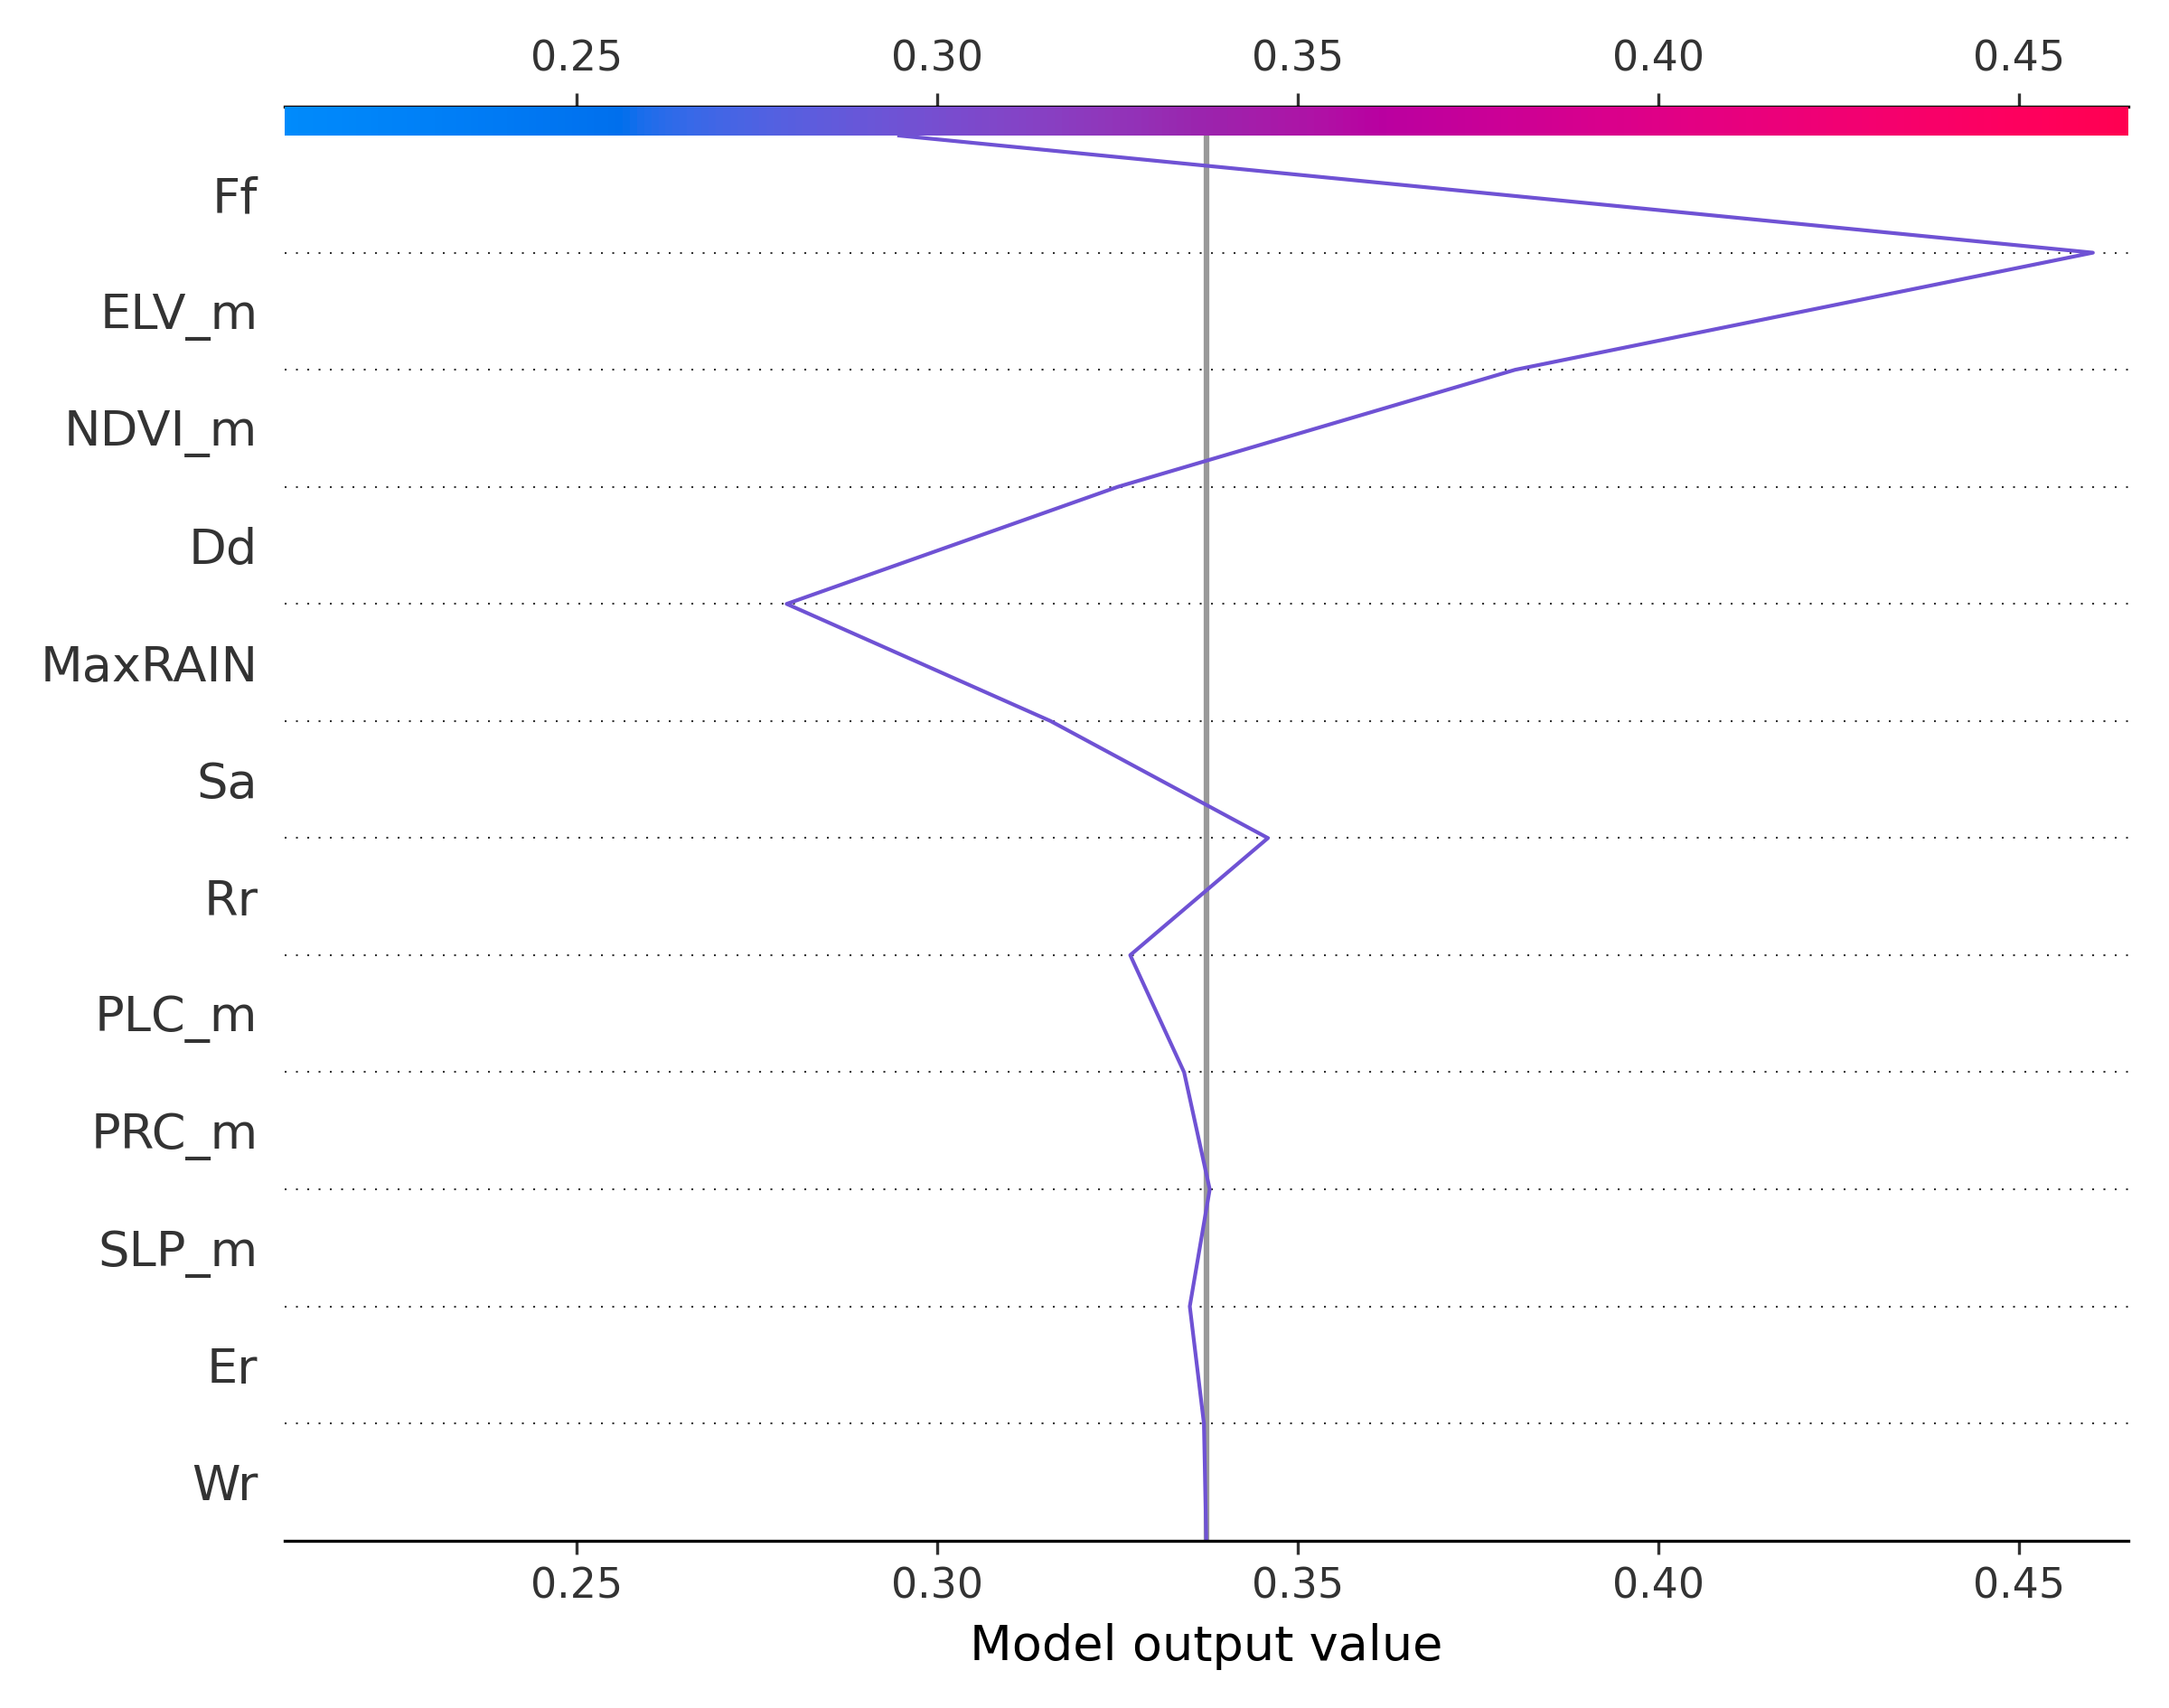 0.25 0.30 0.35 0.40 0.45
Ff
ELV_m
NDVI_m
Dd
MaxRAIN
Sa
Rr
PLC_m
PRC_m
SLP_m
Er
Wr
0.25 0.30 0.35 0.40 0.45
Model output value